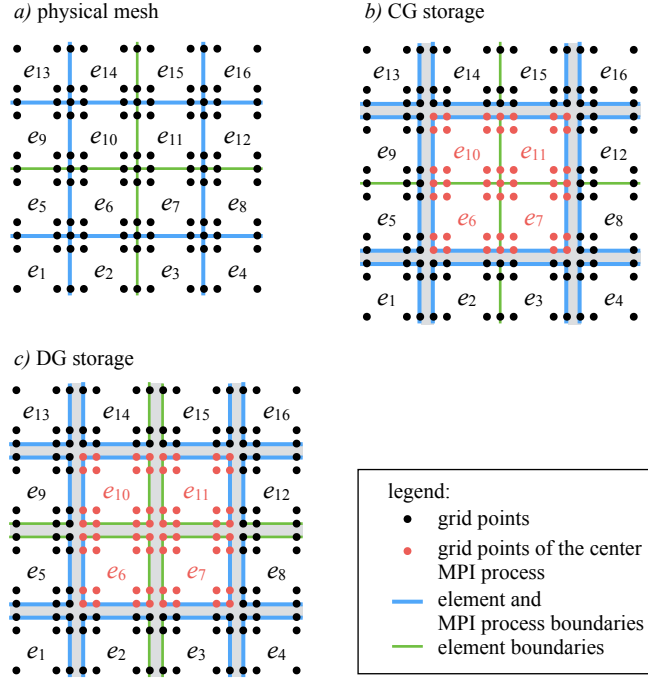 a) physical mesh
e13 e14 e15 e16
e9 e10 e11 e12
e5 e6 e7 e8
e1 e2 e3 e4
b) CG storage
e13 e14 e15 e16
e9 e10 e11 e12
e5 e6 e7 e8
e1 e2 e3 e4
c) DG storage
e13 e14 e15 e16
e9 e10 e11 e12
e5 e6 e7 e8
e1 e2 e3 e4
legend:
grid points
grid points of the center
MPI process
element and
MPI process boundaries
element boundaries